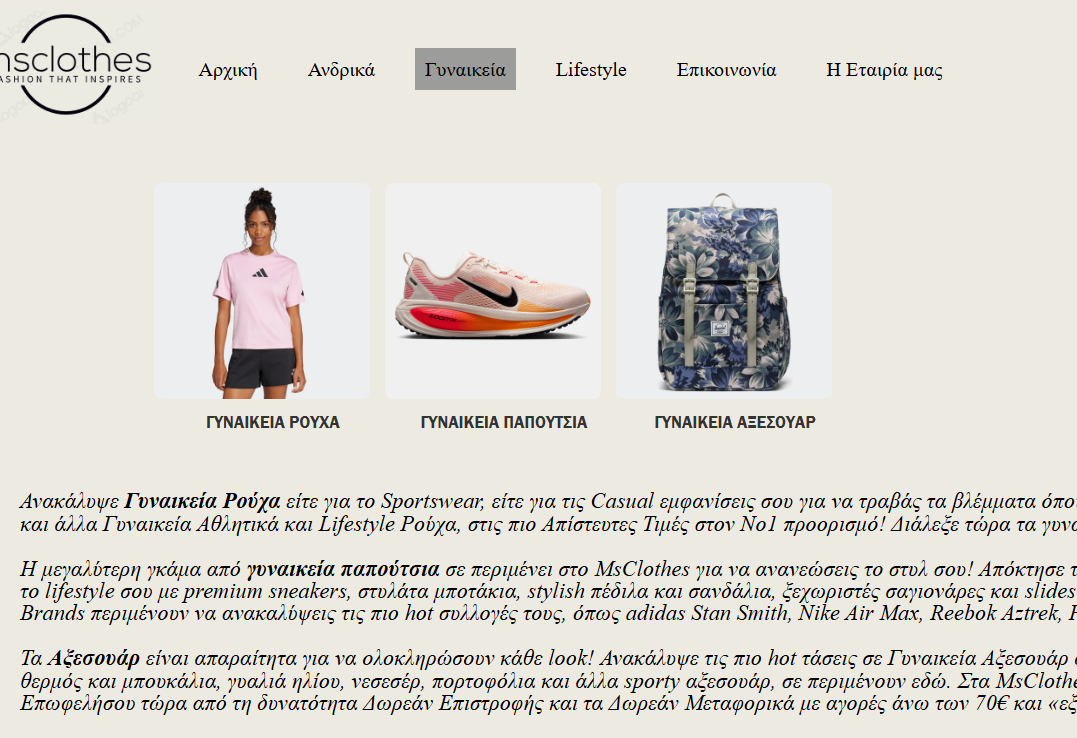 nsclothes
FASHION THAT INSPIRES
Αρχική Ανδρικά Γυναικεία Lifestyle Επικοινωνία Η Εταιρία μας
ΓΥΝΑΙΚΕΙΑ ΡΟΥΧΑ ΓΥΝΑΙΚΕΙΑ ΠΑΠΟΥΤΣΙΑ ΓΥΝΑΙΚΕΙΑ ΑΞΕΣΟΥΑΡ
Ανακάλυψε Γυναικεία Ρούχα είτε για το Sportswear, είτε για τις Casual εμφανίσεις σου για να τραβάς τα βλέμματα
και άλλα Γυναικεία Αθλητικά και Lifestyle Ρούχα, στις πιο Απίστευτες Τιμές στον Νο1 προορισμό! Διάλεξε τώρα τα
Η μεγαλύτερη γκάμα από γυναικεία παπούτσια σε περιμένει στο MsClothes για να ανανεώσεις το στυλ σου! Απόκτησε
το lifestyle σου με premium sneakers, στυλάτα μποτάκια, stylish πέδιλα και σανδάλια, ξεχωριστές σαγιονάρες και slides
Brands περιμένουν να ανακαλύψεις τις πιο hot συλλογές τους, όπως adidas Stan Smith, Nike Air Max, Reebok Aztrek,
Τα Αξεσουάρ είναι απαραίτητα για να ολοκληρώσουν κάθε look! Ανακάλυψε τις πιο hot τάσεις σε Γυναικεία Αξεσουάρ
θερμός και μπουκάλια, γυαλιά ηλίου, νεσεσέρ, πορτοφόλια και άλλα sporty αξεσουάρ, σε περιμένουν εδώ. Στα MsClothe
Επωφελήσου τώρα από τη δυνατότητα Δωρεάν Επιστροφής και τα Δωρεάν Μεταφορικά με αγορές άνω των 70€ και «εξ